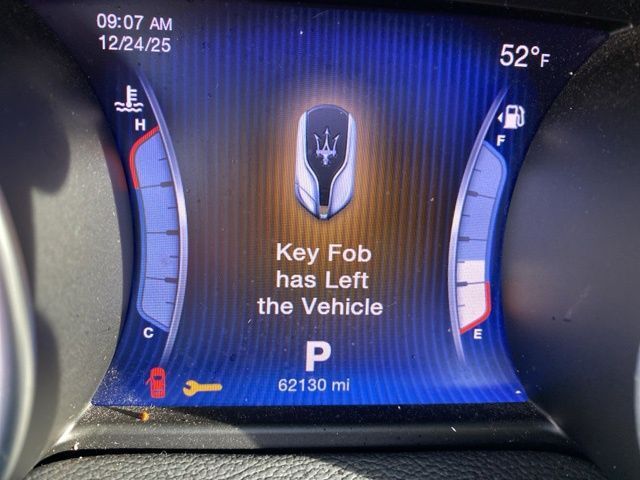 09:07 AM
12/24/25
52°F
H
F
Key Fob
has Left
the Vehicle
C
E
P
62130 mi